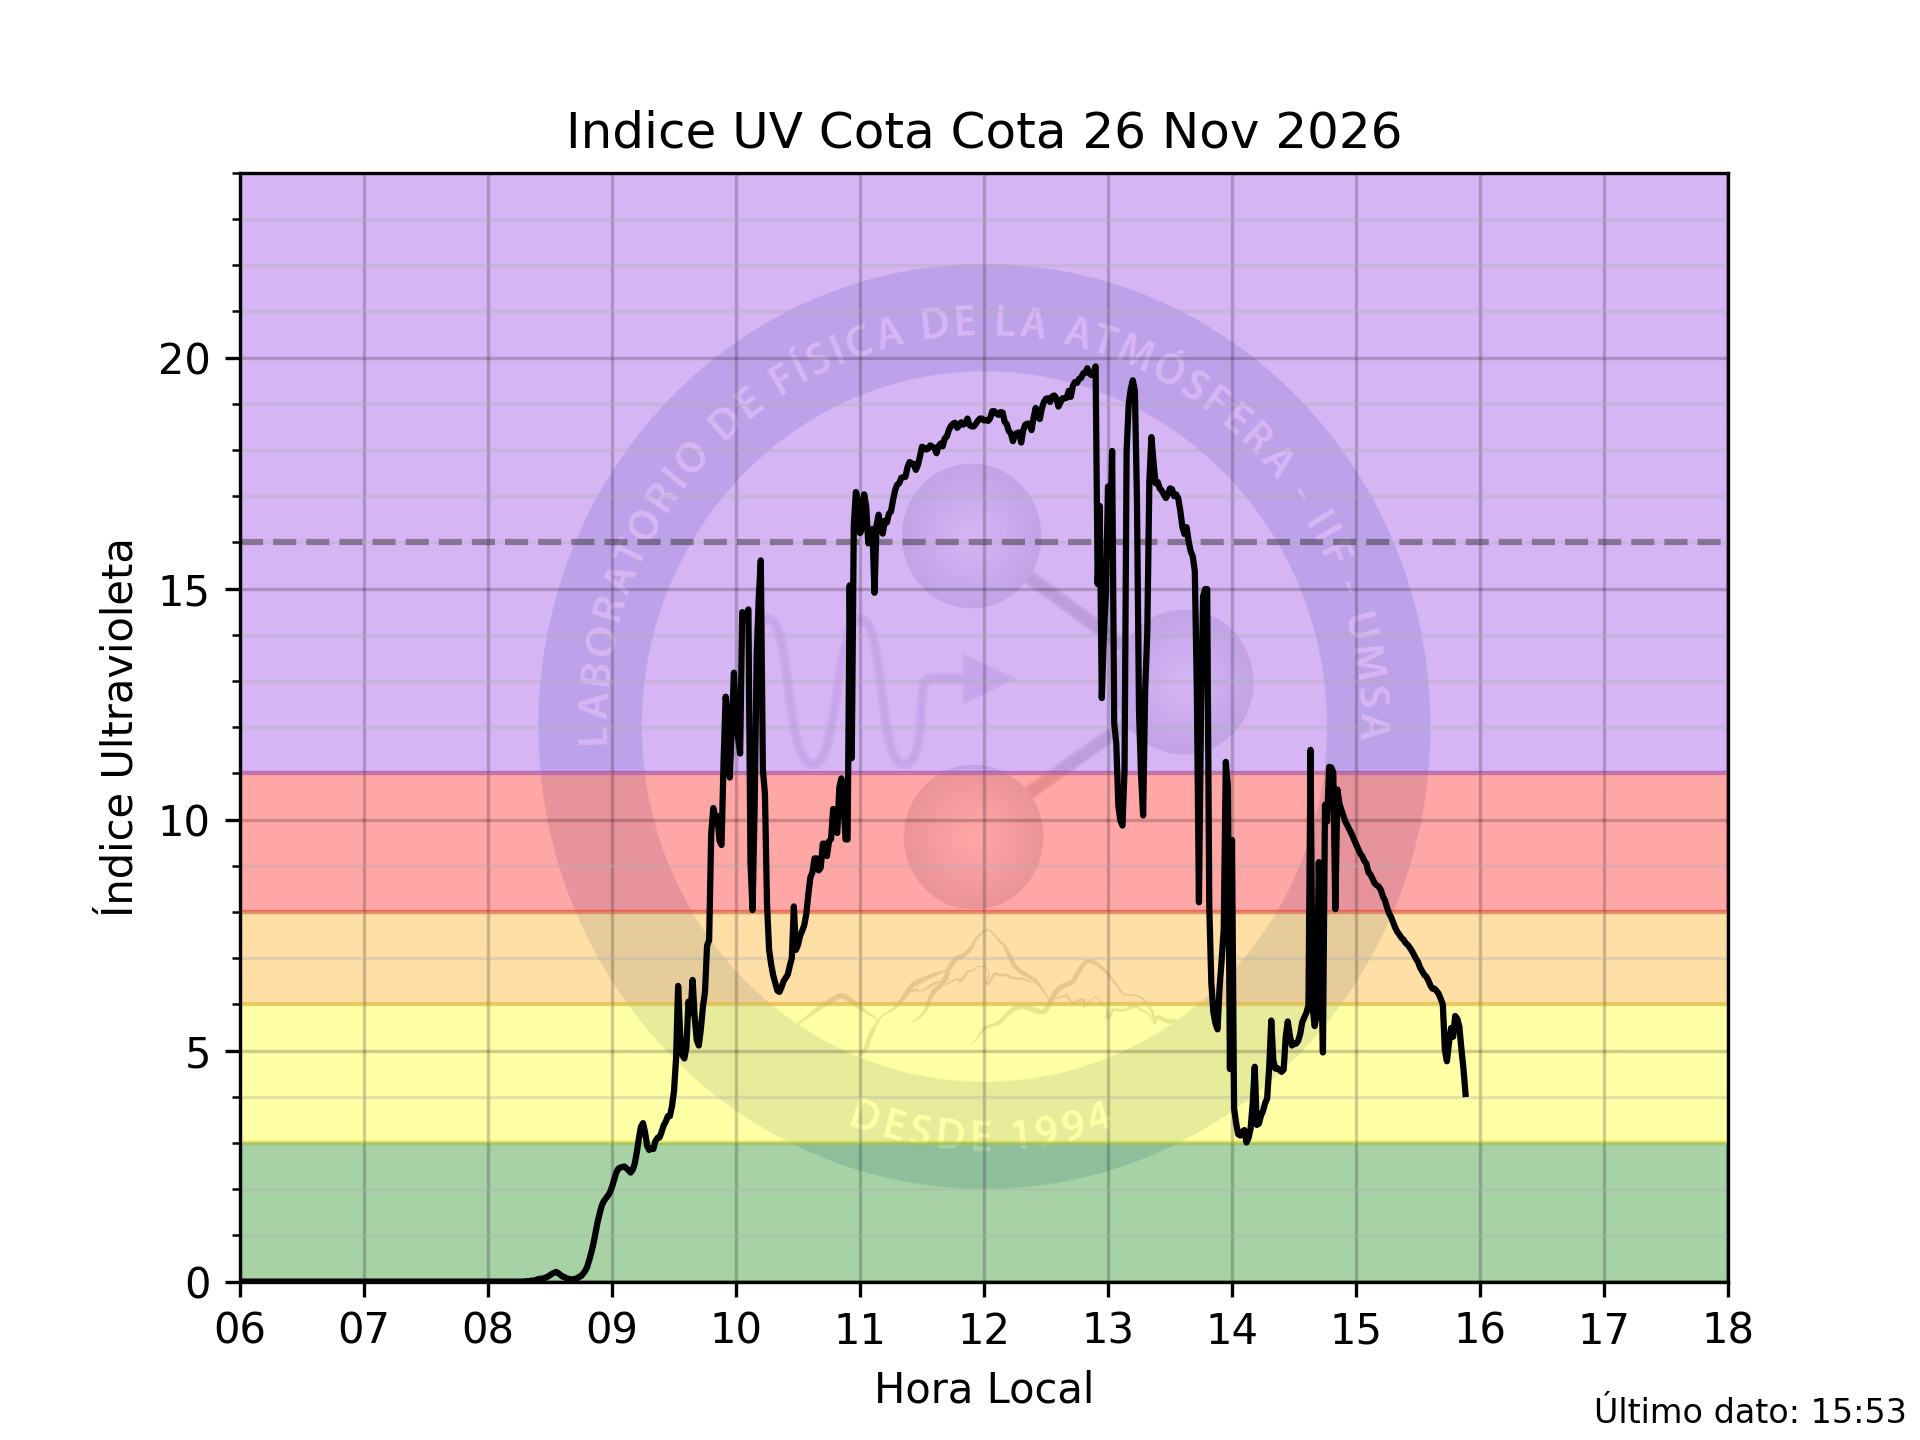 Indice UV Cota Cota 26 Nov 2026
Índice Ultravioleta
20
15
10
5
0
LABORATORIO DE FÍSICA DE LA ATMÓSFERA - IIF - UMSA
DESDE 1994
06 07 08 09 10 11 12 13 14 15 16 17 18
Hora Local
Último dato: 15:53